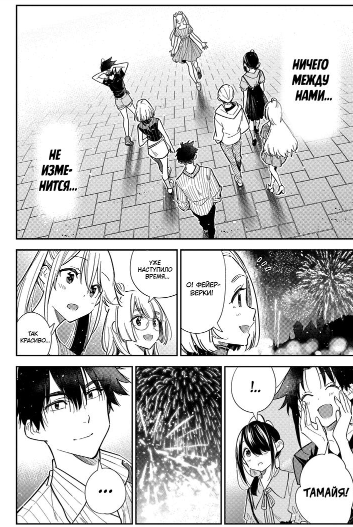 НИЧЕГО
МЕЖДУ
НАМИ...
НЕ
ИЗМЕ-
НИТСЯ...
О! ФЕЙЕР-
ВЕРКИ!
УЖЕ
НАСТУПИЛО
ВРЕМЯ...
ТАК
КРАСИВО...
!..
ТАМАЙЯ!
...